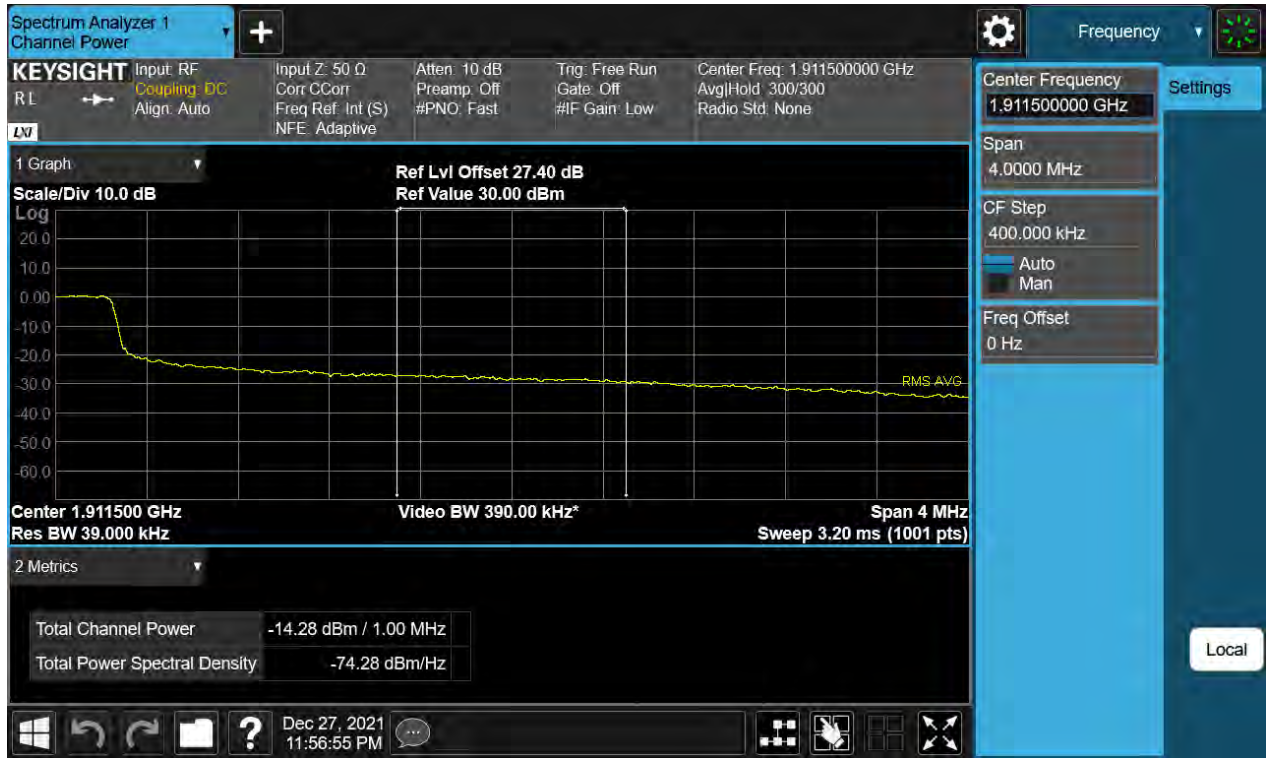 Spectrum Analyzer 1
Channel Power
+
Frequency
KEYSIGHT
RL
LXI
Input: RF
Coupling: DC
Align: Auto
Input Z: 50 Ω
Corr CCorr
Freq Ref: Int (S)
NFE: Adaptive
Atten: 10 dB
Preamp: Off
#PNO: Fast
Trig: Free Run
Gate: Off
#IF Gain: Low
Center Freq: 1.911500000 GHz
Avg|Hold: 300/300
Radio Std: None
1 Graph
Scale/Div 10.0 dB
Ref Lvl Offset 27.40 dB
Ref Value 30.00 dBm
Log
20.0
10.0
0.00
-10.0
-20.0
-30.0
-40.0
-50.0
-60.0
RMS AVG
Center 1.911500 GHz
Res BW 39.000 kHz
Video BW 390.00 kHz*
Span 4 MHz
Sweep 3.20 ms (1001 pts)
2 Metrics
Total Channel Power -14.28 dBm / 1.00 MHz
Total Power Spectral Density -74.28 dBm/Hz
?
Dec 27, 2021
11:56:55 PM
Center Frequency
1.911500000 GHz
Span
4.0000 MHz
CF Step
400.000 kHz
Auto
Man
Freq Offset
0 Hz
Settings
Local